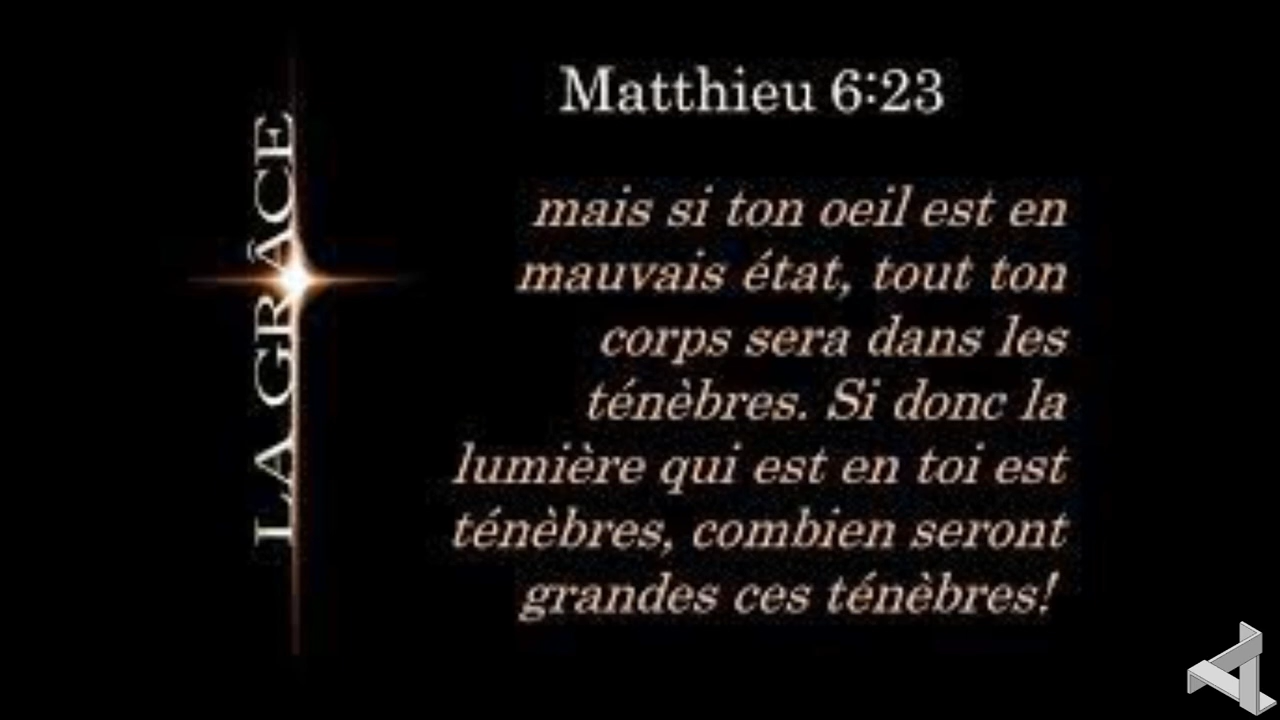 LA GRÂCE
Matthieu 6:23
mais si ton oeil est en
mauvais état, tout ton
corps sera dans les
ténèbres. Si donc la
lumière qui est en toi est
ténèbres, combien seront
grandes ces ténèbres!